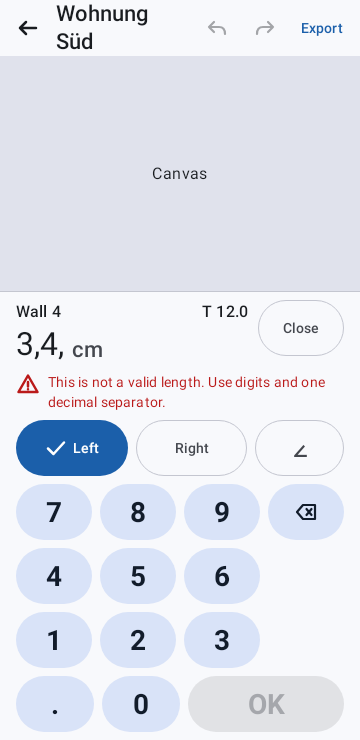 Wohnung
Süd
Export
Canvas
Wall 4
T 12.0
Close
3,4, cm
This is not a valid length. Use digits and one
decimal separator.
Left
Right
∠
7 8 9
4 5 6
1 2 3
. 0 OK